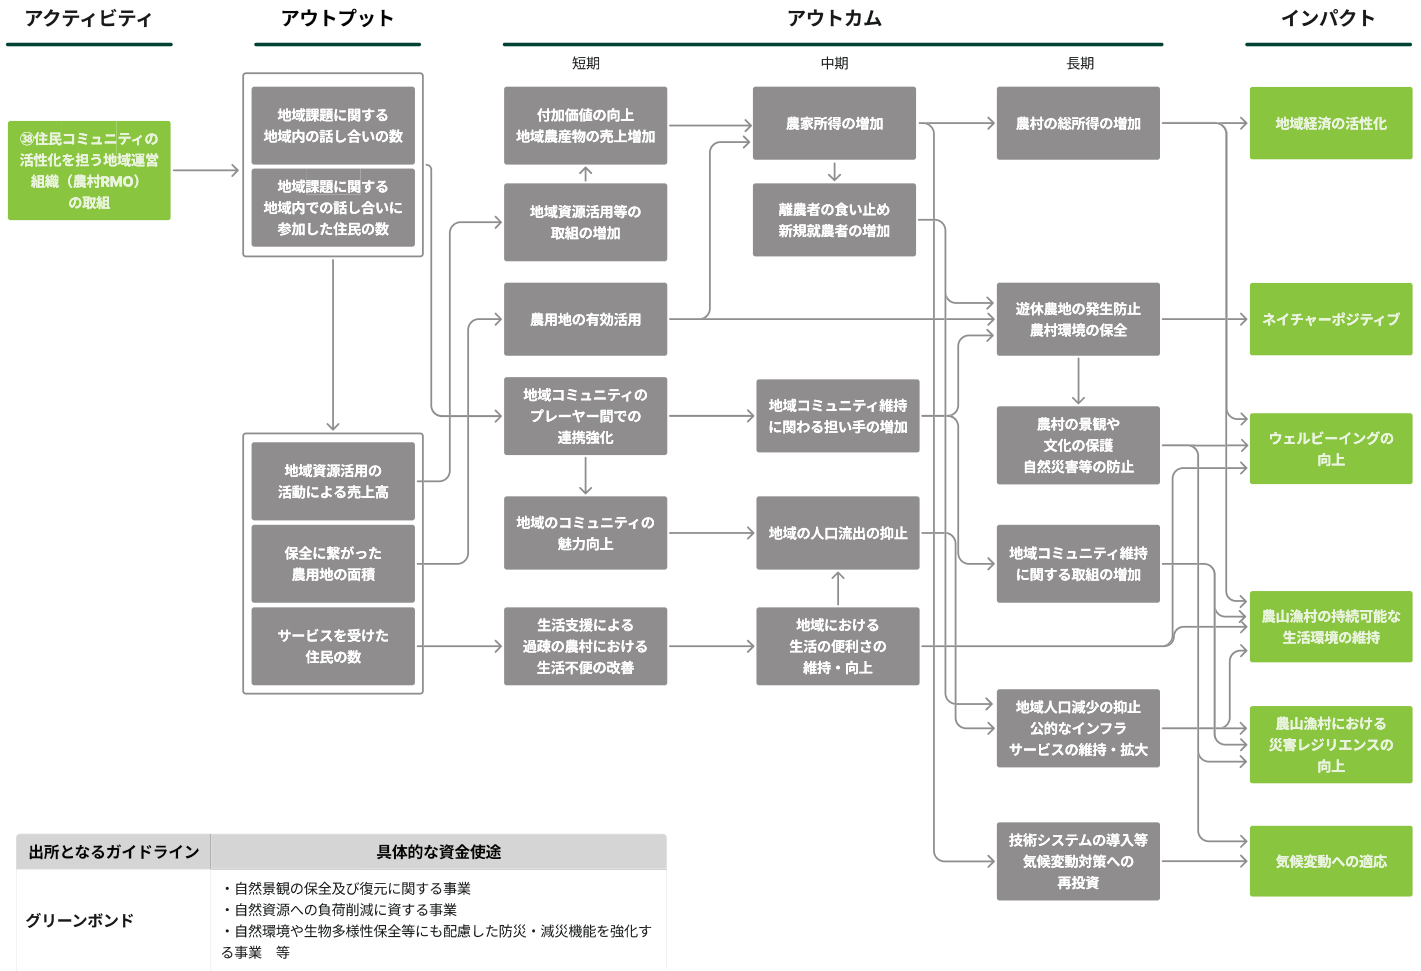 アクティビティ
アウトプット
アウトカム
インパクト
短期
中期
長期
㊳住民コミュニティの
活性化を担う地域運営
組織（農村RMO）
の取組
地域課題に関する
地域内の話し合いの数
地域課題に関する
地域内での話し合いに
参加した住民の数
地域資源活用の
活動による売上高
保全に繋がった
農用地の面積
サービスを受けた
住民の数
付加価値の向上
地域農産物の売上増加
地域資源活用等の
取組の増加
農用地の有効活用
地域コミュニティの
プレーヤー間での
連携強化
地域のコミュニティの
魅力向上
生活支援による
過疎の農村における
生活不便の改善
農家所得の増加
離農者の食い止め
新規就農者の増加
地域コミュニティ維持
に関わる担い手の増加
地域の人口流出の抑止
地域における
生活の便利さの
維持・向上
農村の総所得の増加
遊休農地の発生防止
農村環境の保全
農村の景観や
文化の保護
自然災害等の防止
地域コミュニティ維持
に関する取組の増加
地域人口減少の抑止
公的なインフラ
サービスの維持・拡大
技術システムの導入等
気候変動対策への
再投資
地域経済の活性化
ネイチャーポジティブ
ウェルビーイングの
向上
農山漁村の持続可能な
生活環境の維持
農山漁村における
災害レジリエンスの
向上
気候変動への適応
出所となるガイドライン
具体的な資金使途
グリーンボンド
・自然景観の保全及び復元に関する事業
・自然資源への負荷削減に資する事業
・自然環境や生物多様性保全等にも配慮した防災・減災機能を強化す
る事業　等